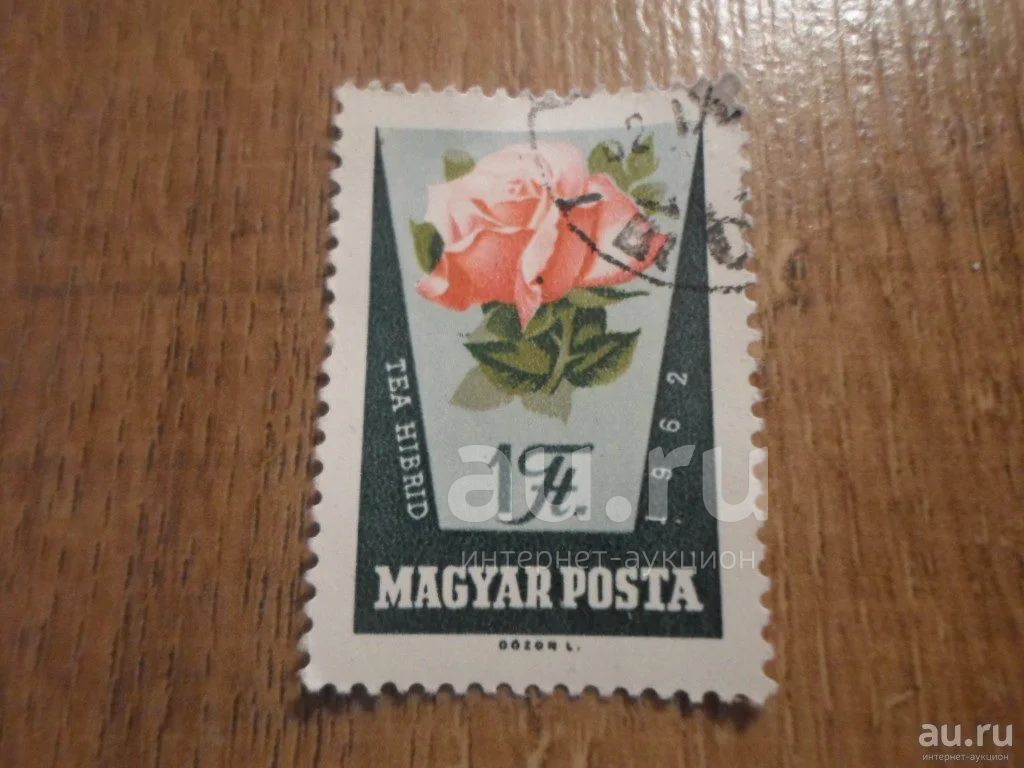 TEA HIBRID
1962
1 Ft.
MAGYAR POSTA
GÖZON L.
au.ru
интернет-аукцион
au.ru
интернет-аукцион